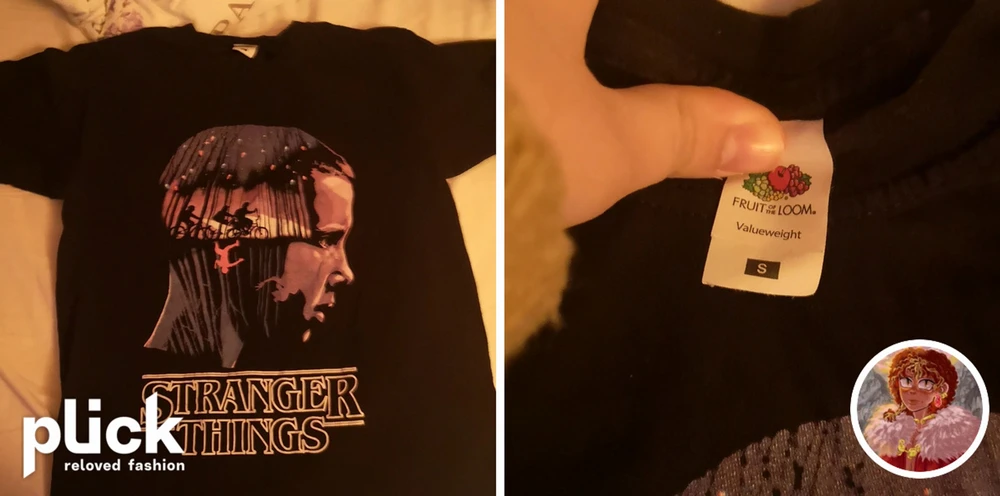 STRANGER
THINGS
plick
reloved fashion
FRUIT OF THE LOOM®
Valueweight
S